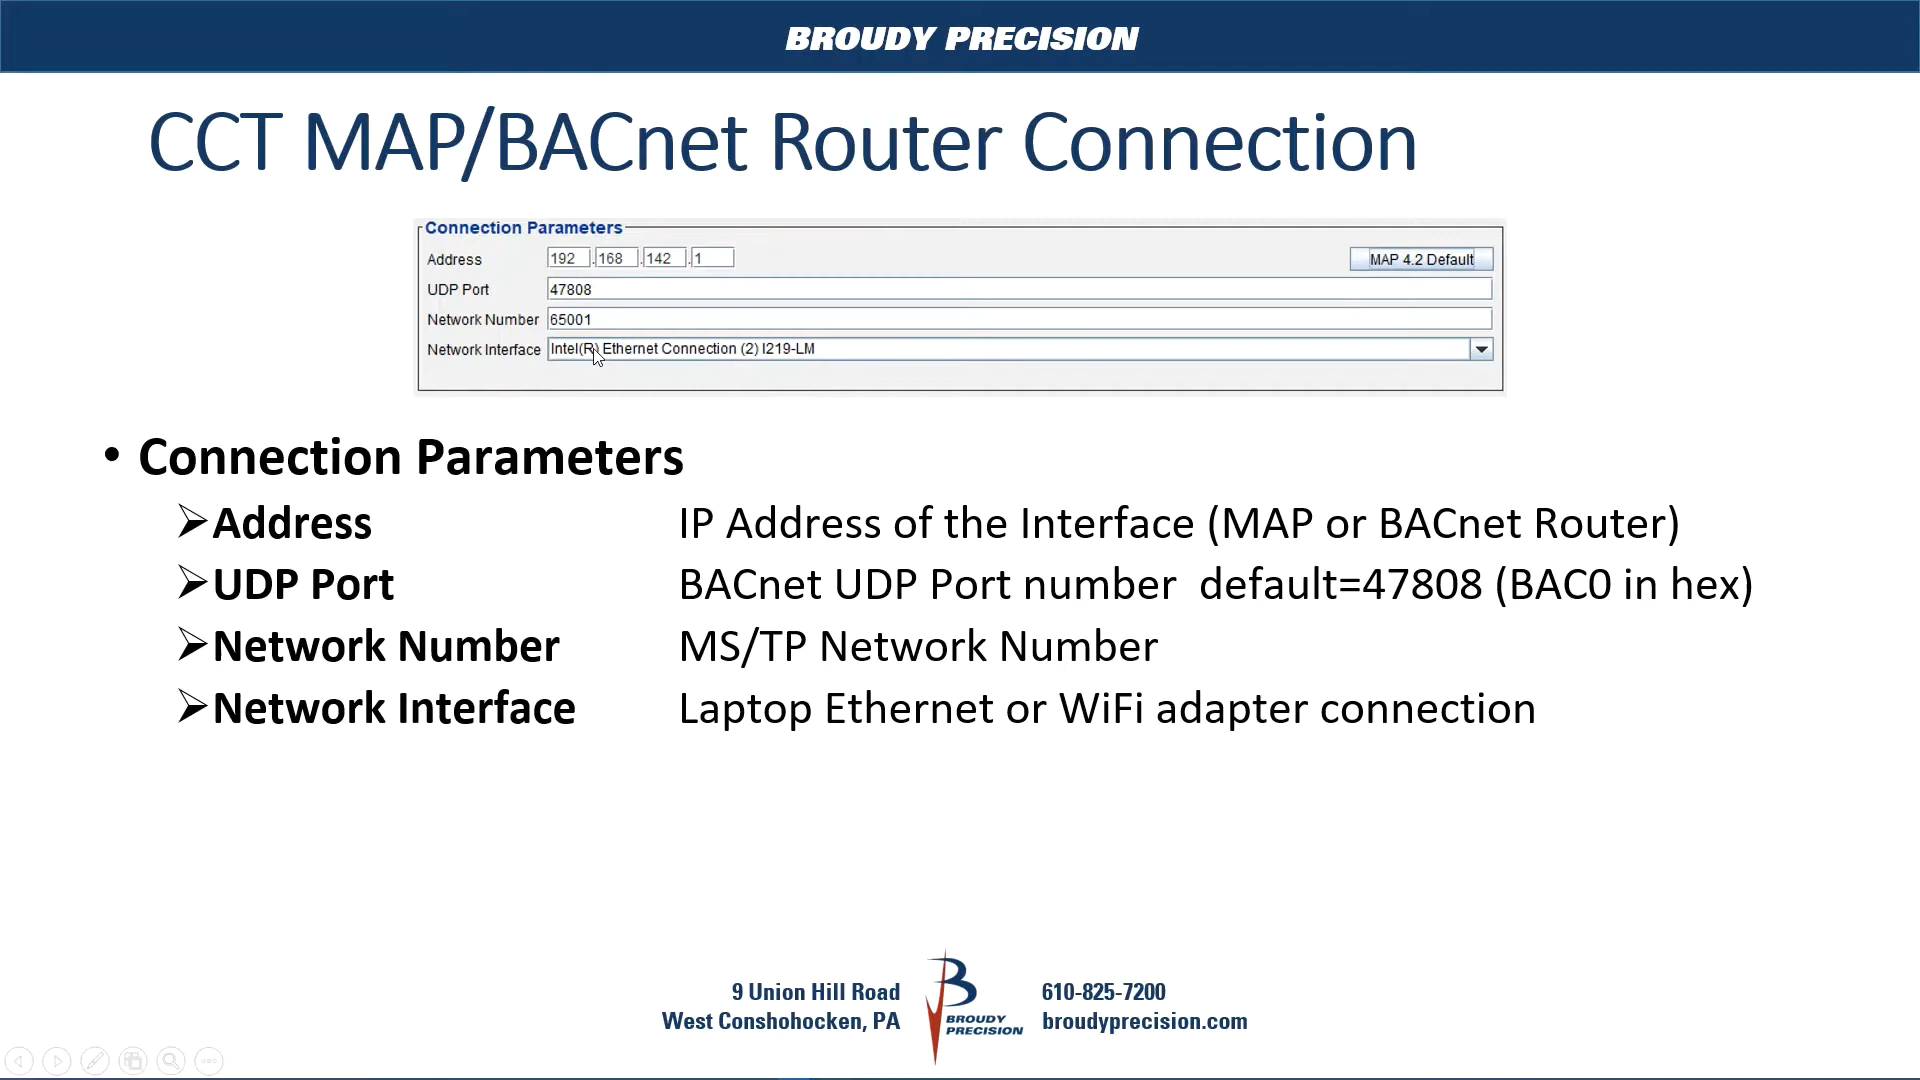 BROUDY PRECISION
CCT MAP/BACnet Router Connection
Connection Parameters
Address 192 . 168 . 142 . 1 MAP 4.2 Default
UDP Port 47808
Network Number 65001
Network Interface Intel(R) Ethernet Connection (2) I219-LM
• Connection Parameters
➢Address IP Address of the Interface (MAP or BACnet Router)
➢UDP Port BACnet UDP Port number default=47808 (BAC0 in hex)
➢Network Number MS/TP Network Number
➢Network Interface Laptop Ethernet or WiFi adapter connection
9 Union Hill Road
West Conshohocken, PA
B
BROUDY
PRECISION
610-825-7200
broudyprecision.com